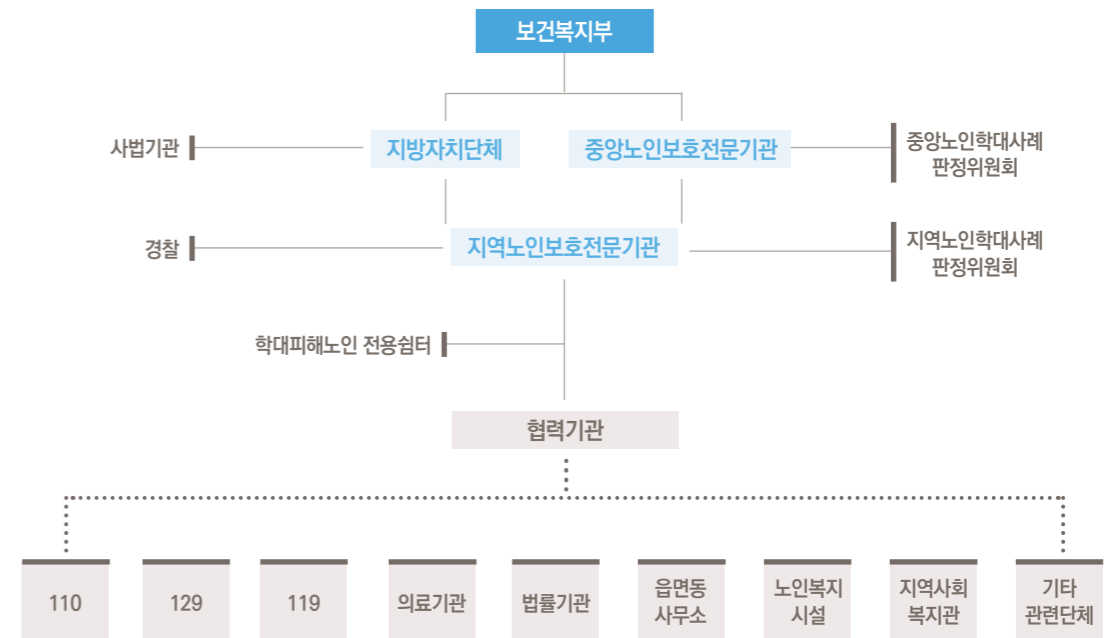 보건복지부
사법기관
지방자치단체
중앙노인보호전문기관
중앙노인학대사례
판정위원회
경찰
지역노인보호전문기관
지역노인학대사례
판정위원회
학대피해노인 전용쉼터
협력기관
110
129
119
의료기관
법률기관
읍면동
사무소
노인복지
시설
지역사회
복지관
기타
관련단체